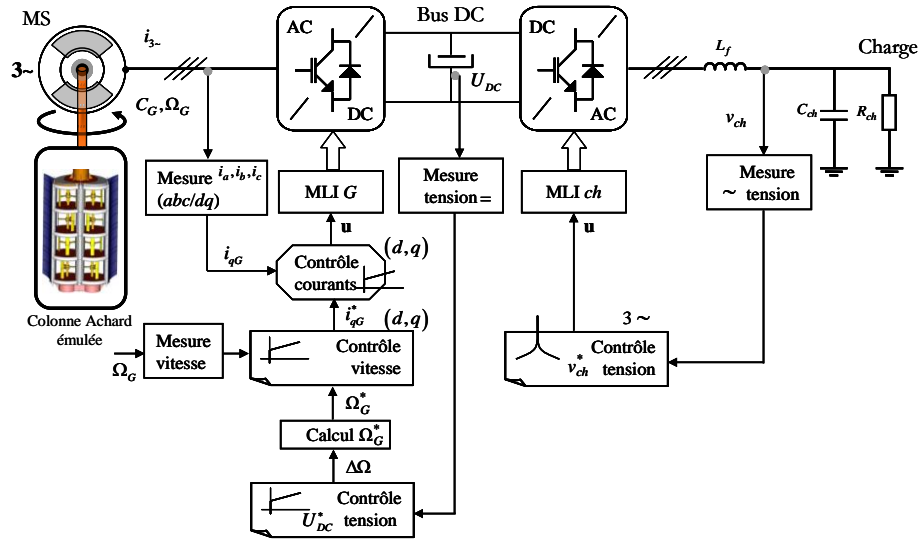 MS
3~
i3~
CG, ΩG
AC
DC
Bus DC
UDC
DC
AC
Lf
Charge
vch
Cch
Rch
Mesure ia, ib, ic
(abc/dq)
MLI G
Mesure
tension =
MLI ch
Mesure
~ tension
u
u
iqG
(d,q)
Contrôle
courants
Colonne Achard
émulée
i*qG
(d,q)
3 ~
Mesure
vitesse
ΩG
Contrôle
vitesse
Contrôle
v*ch tension
Ω*G
Calcul Ω*G
ΔΩ
Contrôle
U*DC tension